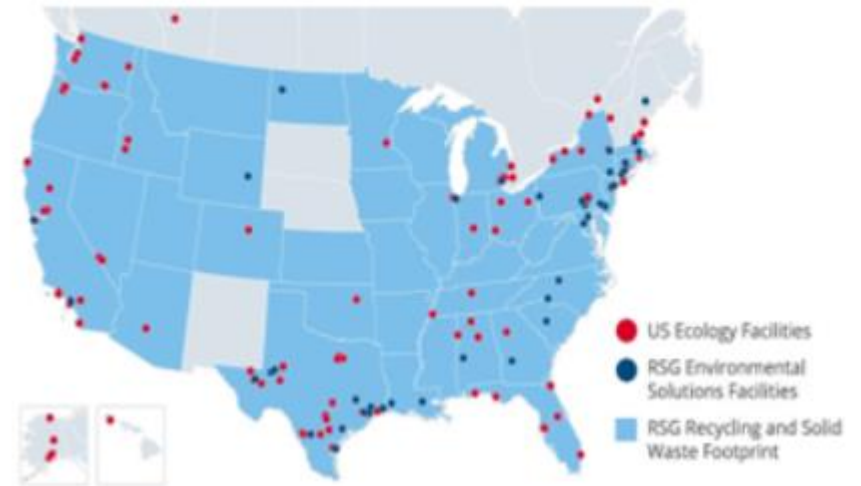 US Ecology Facilities
RSG Environmental
Solutions Facilities
RSG Recycling and Solid
Waste Footprint